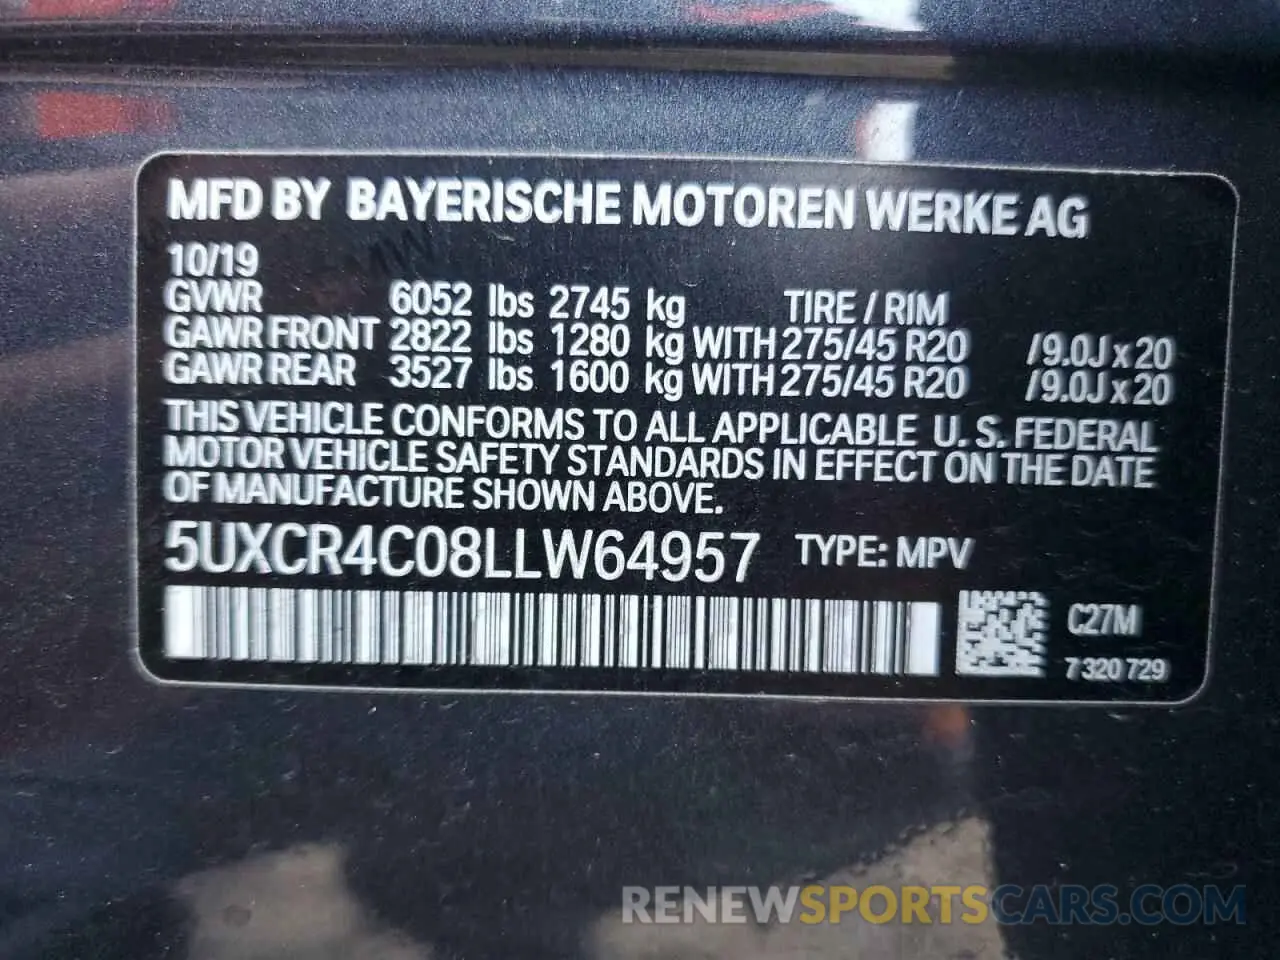 MFD BY BAYERISCHE MOTOREN WERKE AG
10/19
GVWR 6052 lbs 2745 kg TIRE / RIM
GAWR FRONT 2822 lbs 1280 kg WITH 275/45 R20 /9.0J x 20
GAWR REAR 3527 lbs 1600 kg WITH 275/45 R20 /9.0J x 20
THIS VEHICLE CONFORMS TO ALL APPLICABLE U. S. FEDERAL
MOTOR VEHICLE SAFETY STANDARDS IN EFFECT ON THE DATE
OF MANUFACTURE SHOWN ABOVE.
5UXCR4C08LLW64957 TYPE: MPV
C27M
7 320 729
RENEWSPORTSCARS.COM